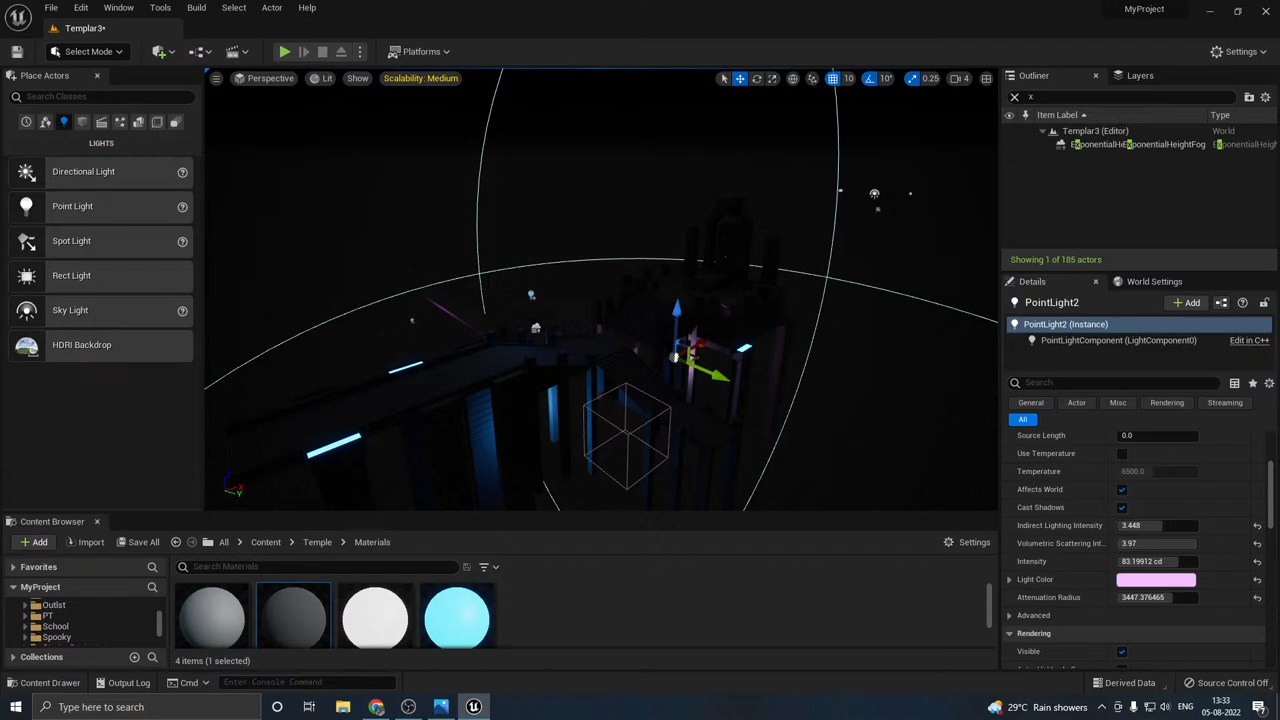 File Edit Window Tools Build Select Actor Help
MyProject
Templar3*
Select Mode
Platforms
Settings
Place Actors
Search Classes
LIGHTS
Directional Light
Point Light
Spot Light
Rect Light
Sky Light
HDRI Backdrop
Perspective Lit Show Scalability: Medium
10 10° 0.25 4
Outliner Layers
x
Item Label Type
Templar3 (Editor) World
ExponentialHeightFog
Showing 1 of 185 actors
Details World Settings
PointLight2 Add
PointLight2 (Instance)
PointLightComponent (LightComponent0) Edit in C++
Search
General Actor Misc Rendering Streaming
All
Source Length 0.0
Use Temperature
Temperature 6500.0
Affects World
Cast Shadows
Indirect Lighting Intensity 3.448
Volumetric Scattering Int... 3.97
Intensity 83.19912 cd
Light Color
Attenuation Radius 3447.376465
Advanced
Rendering
Visible
X
Y
Content Browser
Add Import Save All All Content Temple Materials Settings
Favorites
MyProject
Outlst
PT
School
Spooky
Collections
Search Materials
4 items (1 selected)
Content Drawer Output Log Cmd Enter Console Command Derived Data Source Control Off
Type here to search
29°C Rain showers
ENG
13:33
05-08-2022